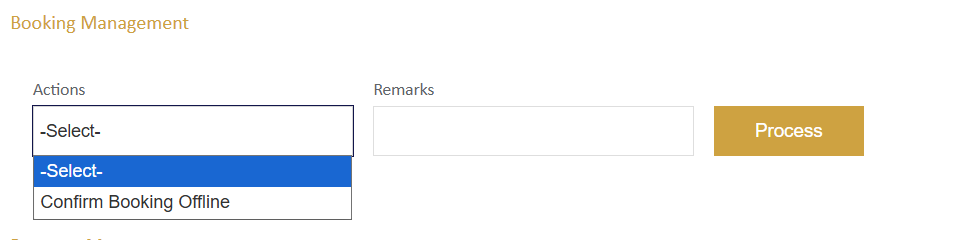 Booking Management
Actions
Remarks
-Select-
Process
-Select-
Confirm Booking Offline